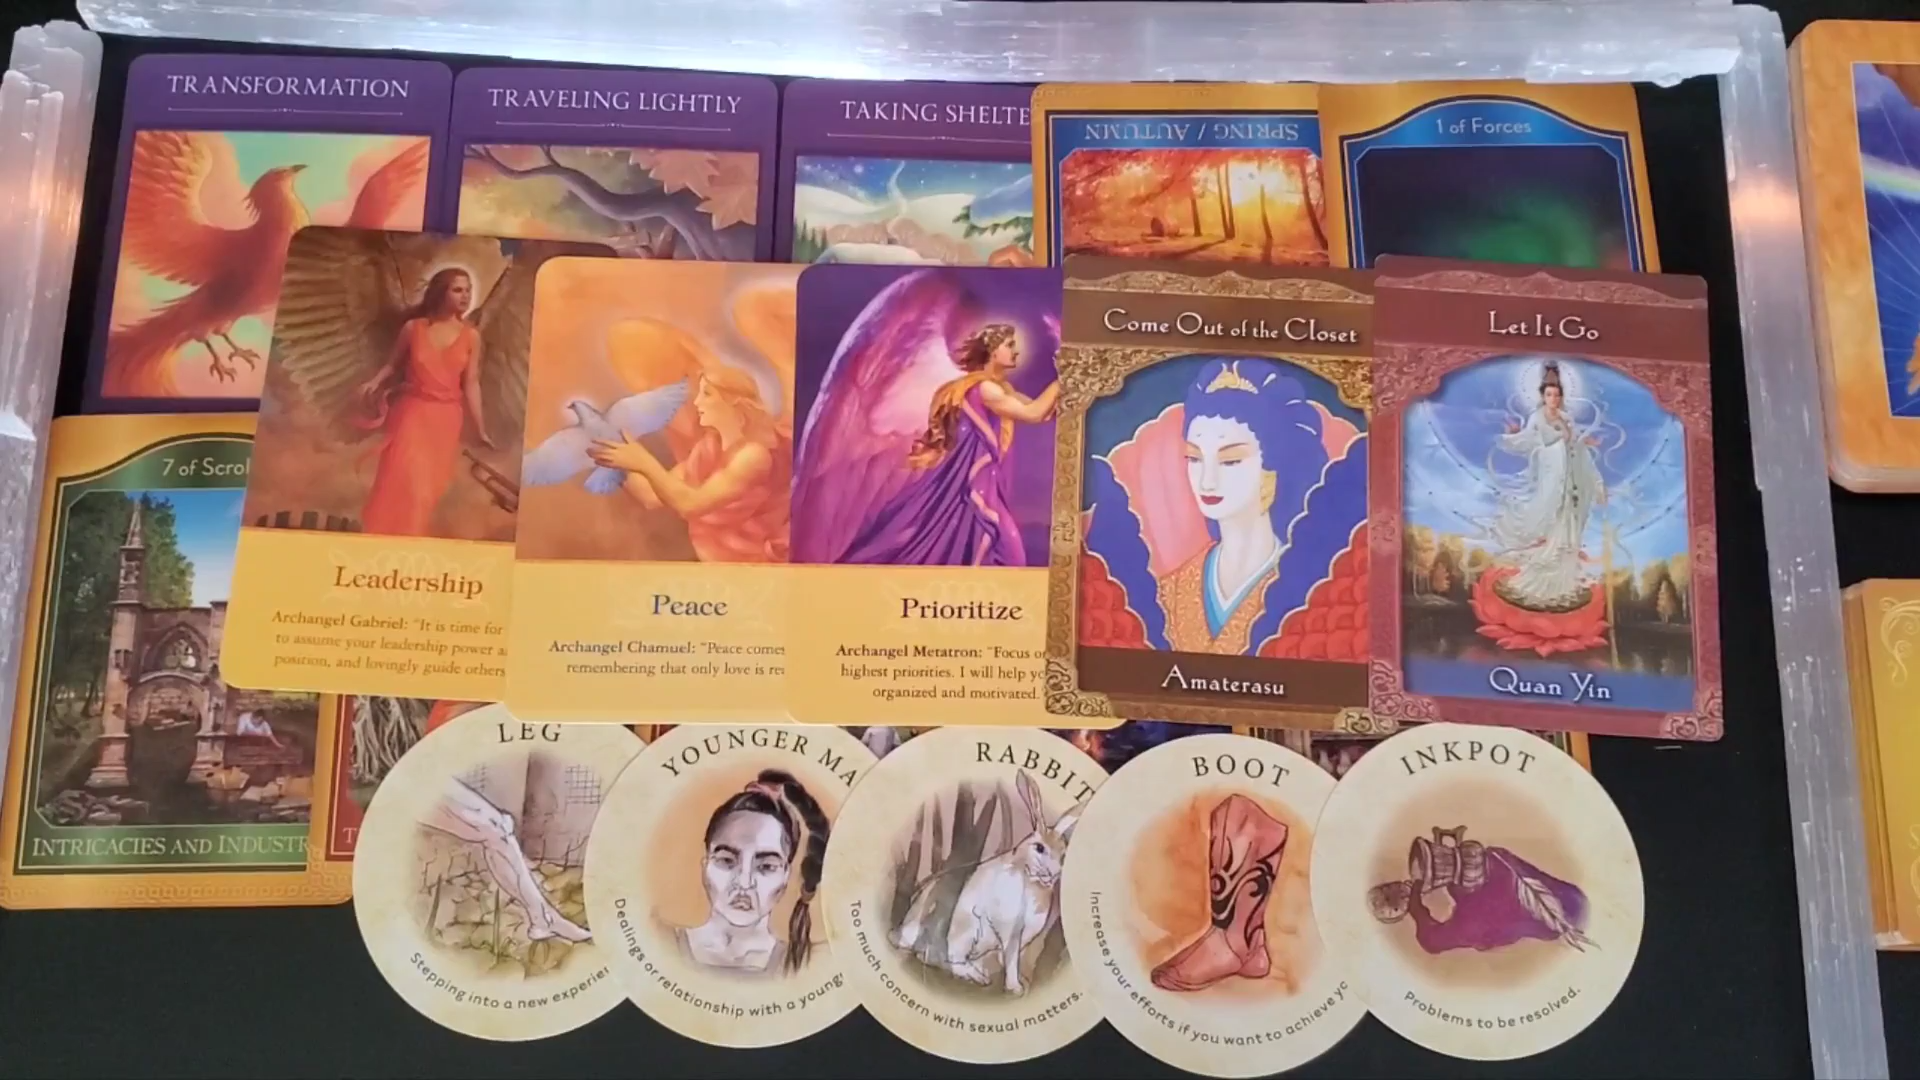 TRANSFORMATION
TRAVELING LIGHTLY
TAKING SHELTE
SPRING / AUTUMN
1 of Forces
Come Out of the Closet
Let It Go
7 of Scrol
Leadership
Archangel Gabriel: "It is time for
to assume your leadership power a
position, and lovingly guide others
Peace
Archangel Chamuel: "Peace comes
remembering that only love is rea
Prioritize
Archangel Metatron: "Focus on
highest priorities. I will help yo
organized and motivated.
Amaterasu
Quan Yin
INTRICACIES AND INDUSTR
T
LEG
Stepping into a new experien
YOUNGER MA
Dealings or relationship with a young
RABBIT
Too much concern with sexual matters.
BOOT
Increase your efforts if you want to achieve yo
INKPOT
Problems to be resolved.